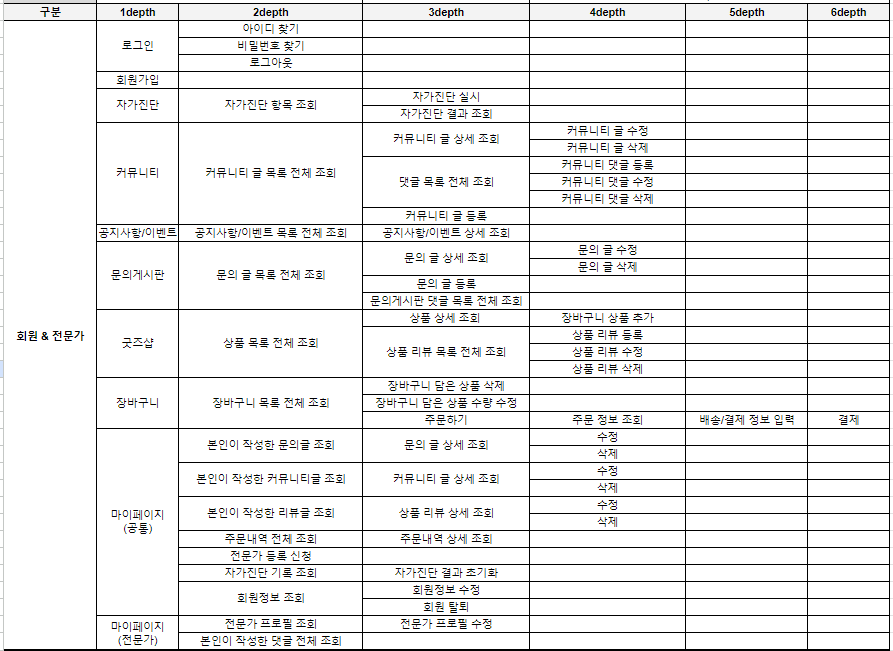 구분 1depth 2depth 3depth 4depth 5depth 6depth
회원 & 전문가
로그인
아이디 찾기
비밀번호 찾기
로그아웃
회원가입
자가진단
자가진단 항목 조회
자가진단 실시
자가진단 결과 조회
커뮤니티
커뮤니티 글 목록 전체 조회
커뮤니티 글 상세 조회
커뮤니티 글 수정
커뮤니티 글 삭제
댓글 목록 전체 조회
커뮤니티 댓글 등록
커뮤니티 댓글 수정
커뮤니티 댓글 삭제
커뮤니티 글 등록
공지사항/이벤트 공지사항/이벤트 목록 전체 조회 공지사항/이벤트 상세 조회
문의게시판
문의 글 목록 전체 조회
문의 글 상세 조회
문의 글 수정
문의 글 삭제
문의 글 등록
문의게시판 댓글 목록 전체 조회
굿즈샵
상품 목록 전체 조회
상품 상세 조회 장바구니 상품 추가
상품 리뷰 목록 전체 조회
상품 리뷰 등록
상품 리뷰 수정
상품 리뷰 삭제
장바구니
장바구니 목록 전체 조회
장바구니 담은 상품 삭제
장바구니 담은 상품 수량 수정
주문하기 주문 정보 조회 배송/결제 정보 입력 결제
마이페이지
(공통)
본인이 작성한 문의글 조회
문의 글 상세 조회
수정
삭제
본인이 작성한 커뮤니티글 조회
커뮤니티 글 상세 조회
수정
삭제
본인이 작성한 리뷰글 조회
상품 리뷰 상세 조회
수정
삭제
주문내역 전체 조회 주문내역 상세 조회
전문가 등록 신청
자가진단 기록 조회 자가진단 결과 초기화
회원정보 조회
회원정보 수정
회원 탈퇴
마이페이지
(전문가)
전문가 프로필 조회 전문가 프로필 수정
본인이 작성한 댓글 전체 조회